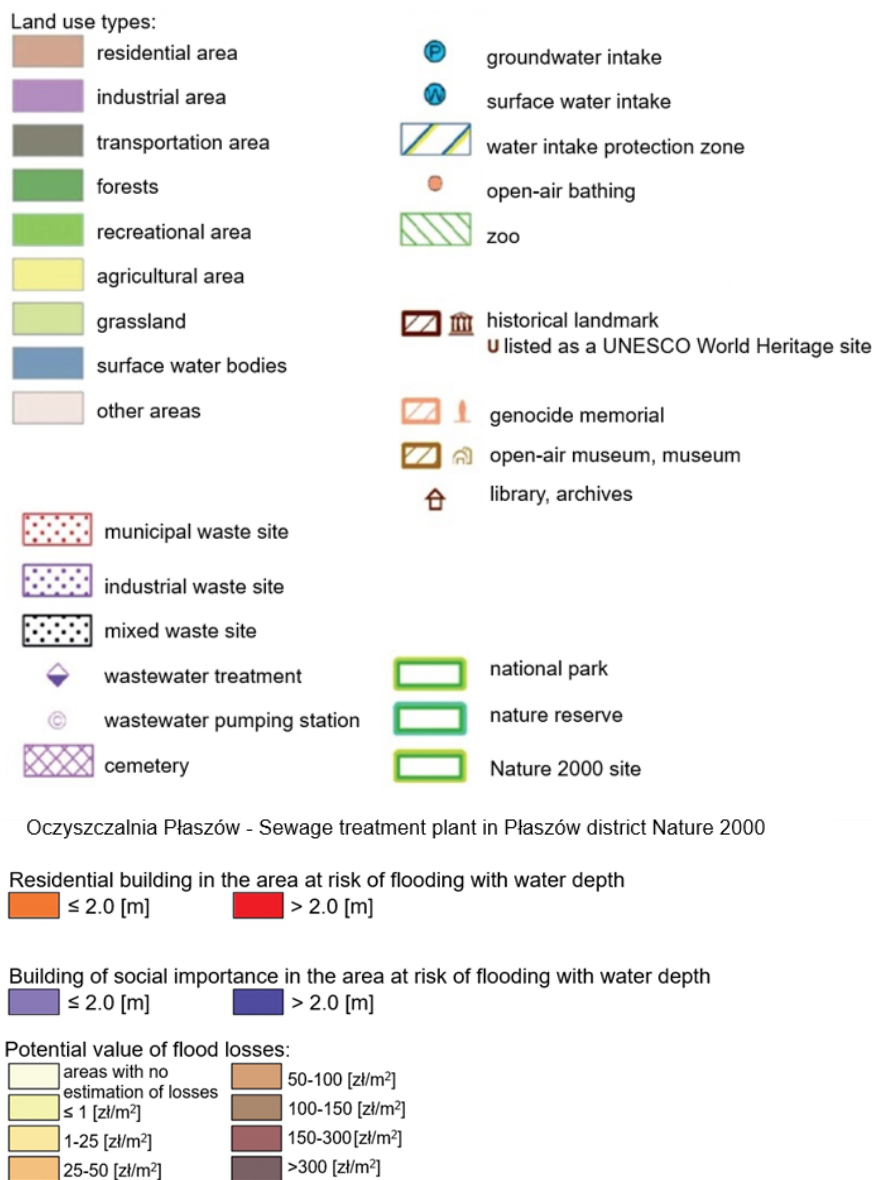 Land use types:
residential area
industrial area
transportation area
forests
recreational area
agricultural area
grassland
surface water bodies
other areas
P groundwater intake
W surface water intake
water intake protection zone
open-air bathing
zoo
historical landmark
U listed as a UNESCO World Heritage site
genocide memorial
open-air museum, museum
library, archives
municipal waste site
industrial waste site
mixed waste site
wastewater treatment
© wastewater pumping station
cemetery
national park
nature reserve
Nature 2000 site
Oczyszczalnia Płaszów - Sewage treatment plant in Płaszów district Nature 2000
Residential building in the area at risk of flooding with water depth
≤ 2.0 [m] > 2.0 [m]
Building of social importance in the area at risk of flooding with water depth
≤ 2.0 [m] > 2.0 [m]
Potential value of flood losses:
areas with no
estimation of losses
≤ 1 [zł/m²]
1-25 [zł/m²]
25-50 [zł/m²]
50-100 [zł/m²]
100-150 [zł/m²]
150-300[zł/m²]
>300 [zł/m²]